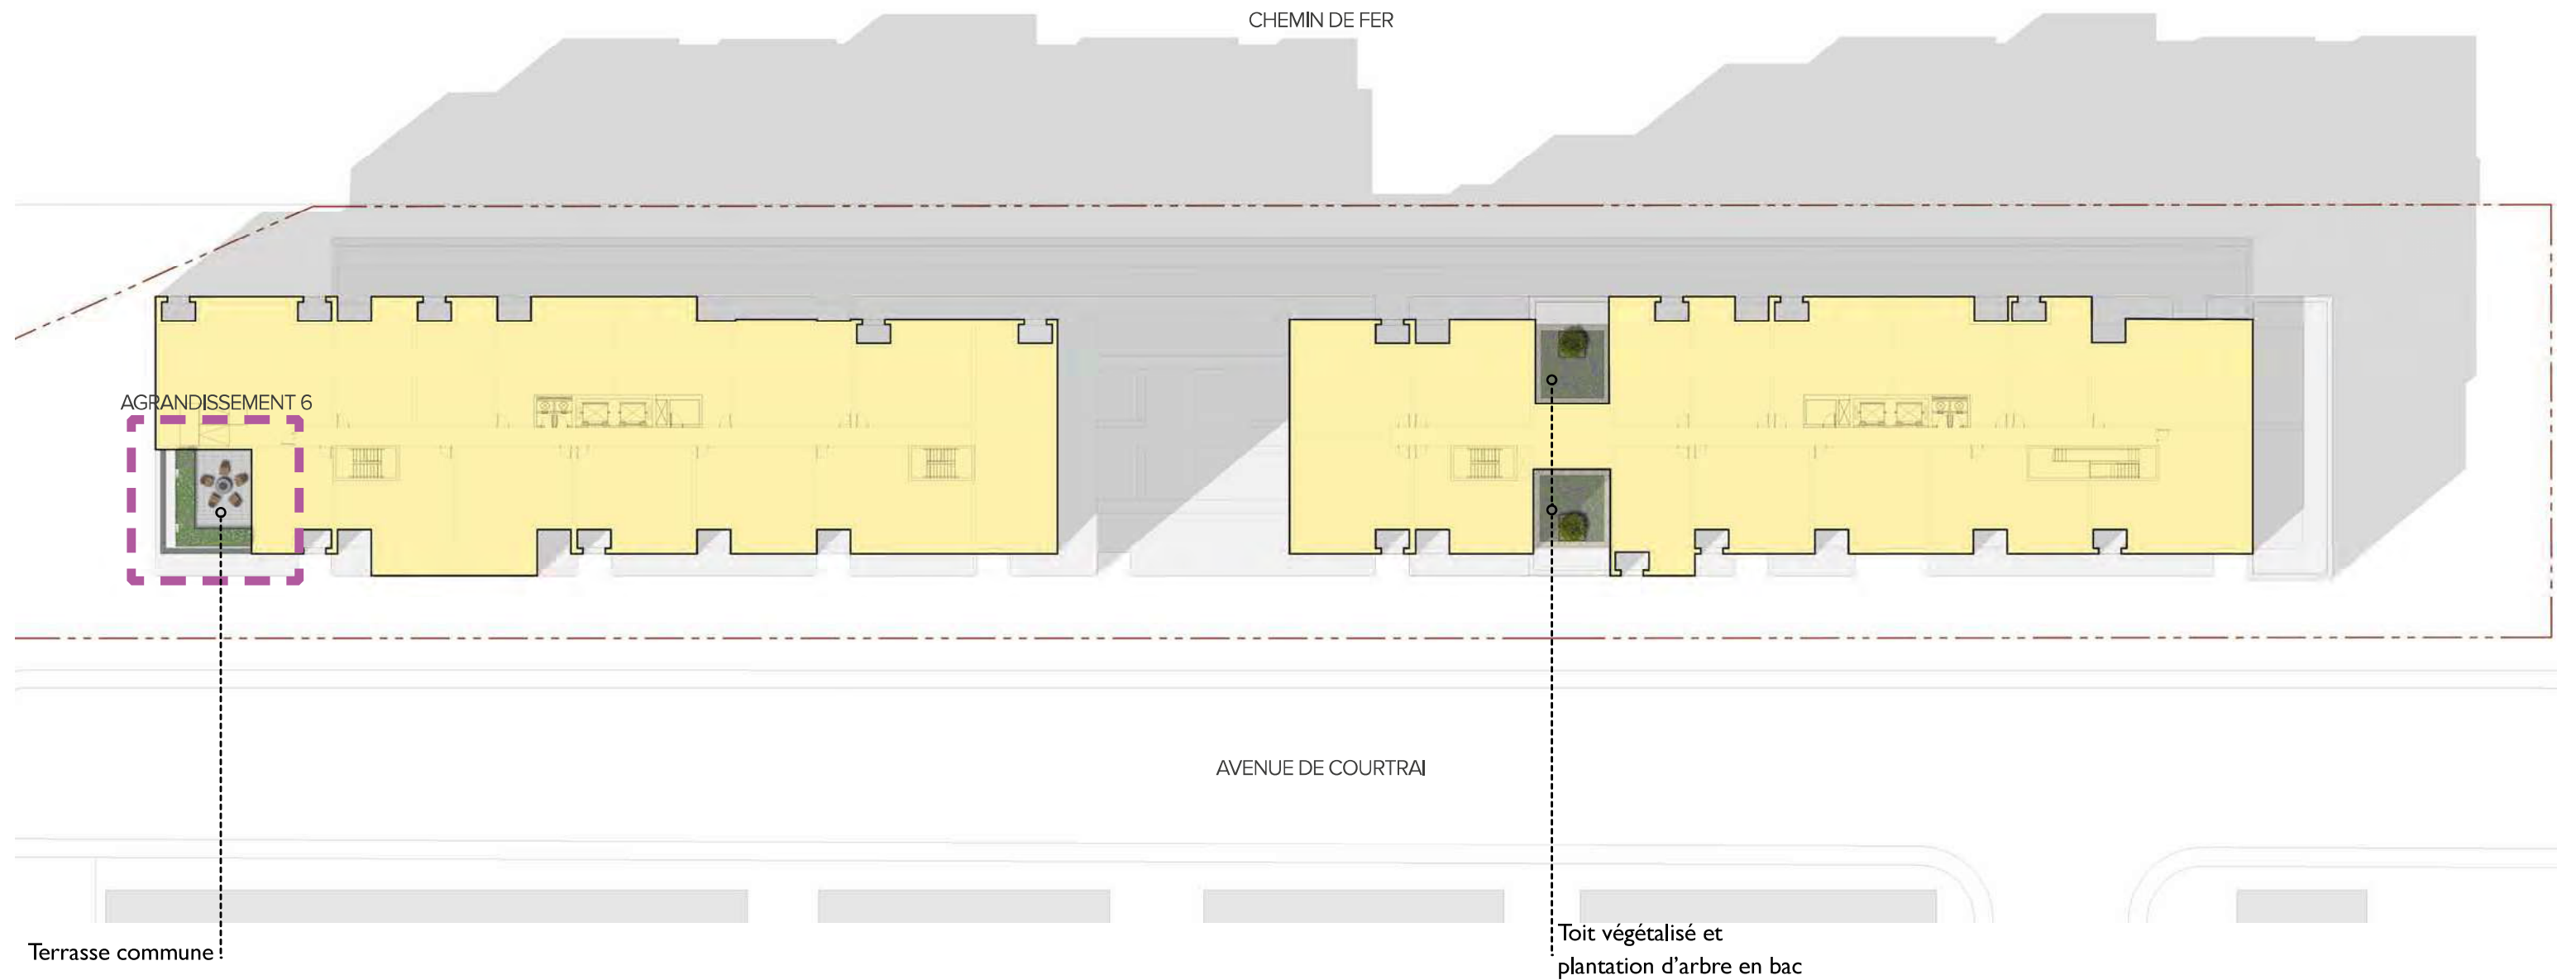 CHEMIN DE FER
AGRANDISSEMENT 6
AVENUE DE COURTRAI
Terrasse commune
Toit végétalisé et
plantation d'arbre en bac